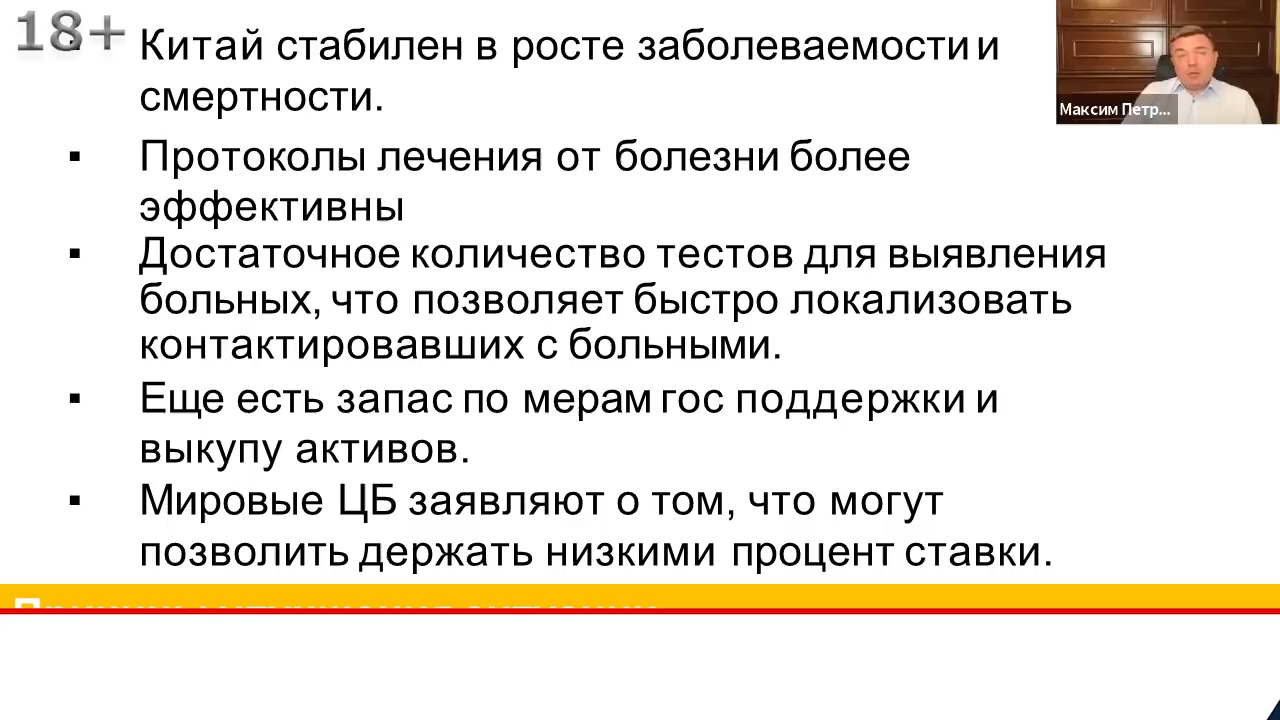 18+
Китай стабилен в росте заболеваемости и
смертности.
Максим Петр...
▪ Протоколы лечения от болезни более
эффективны
▪ Достаточное количество тестов для выявления
больных, что позволяет быстро локализовать
контактировавших с больными.
▪ Еще есть запас по мерам гос поддержки и
выкупу активов.
▪ Мировые ЦБ заявляют о том, что могут
позволить держать низкими процент ставки.